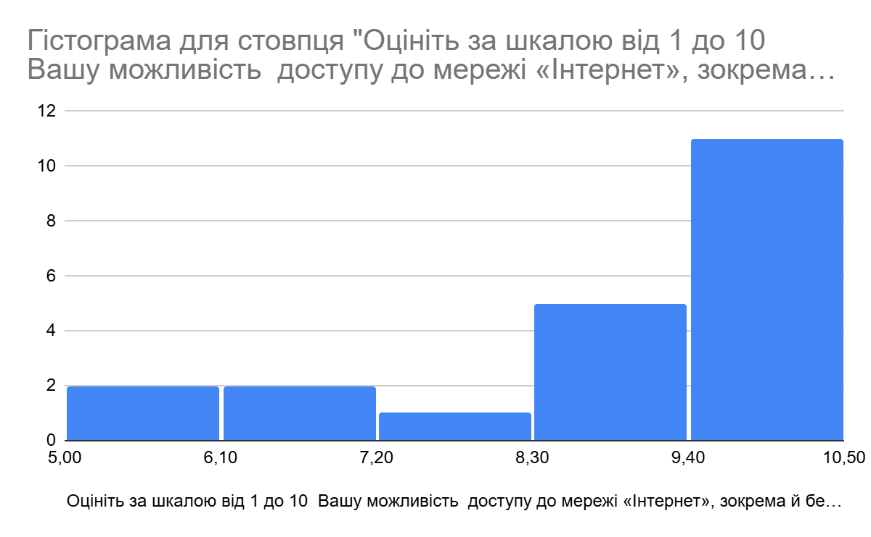 Гістограма для стовпця "Оцініть за шкалою від 1 до 10
Вашу можливість  доступу до мережі «Інтернет», зокрема…
12
10
8
6
4
2
0
5,00 6,10 7,20 8,30 9,40 10,50
Оцініть за шкалою від 1 до 10  Вашу можливість  доступу до мережі «Інтернет», зокрема й бе…